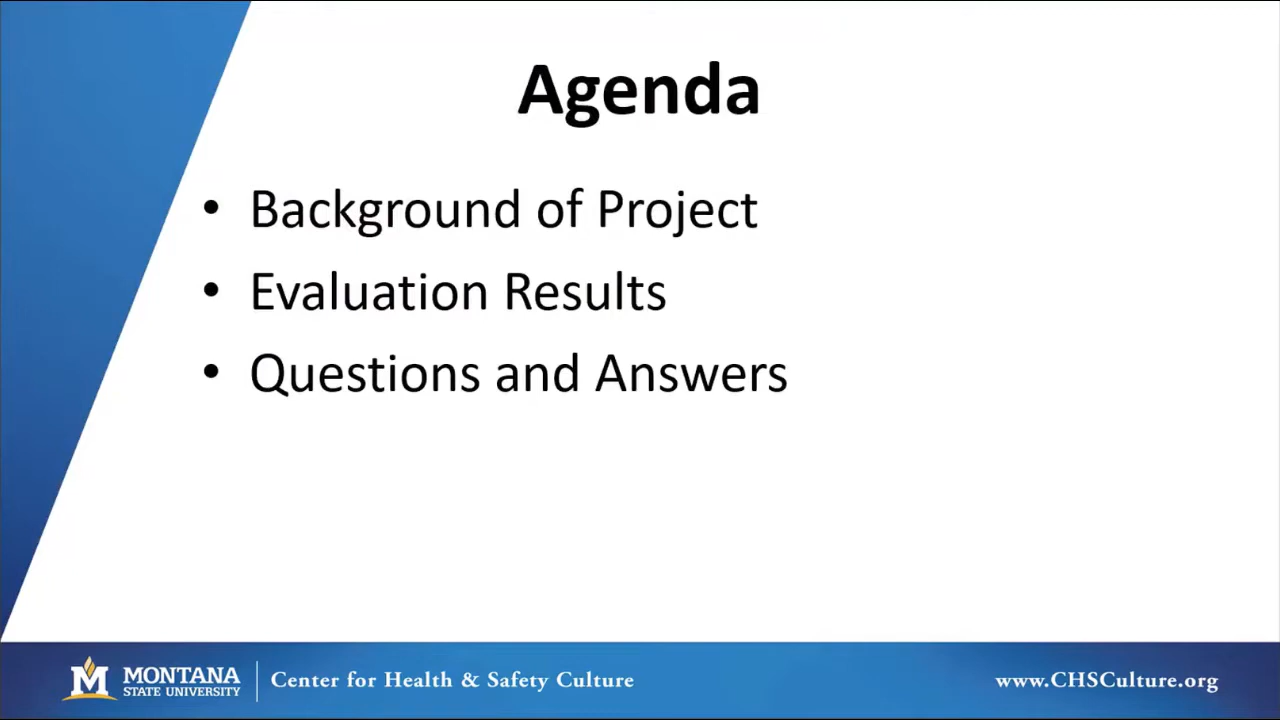 Agenda
• Background of Project
• Evaluation Results
• Questions and Answers
M MONTANA
STATE UNIVERSITY
Center for Health & Safety Culture
www.CHSCulture.org